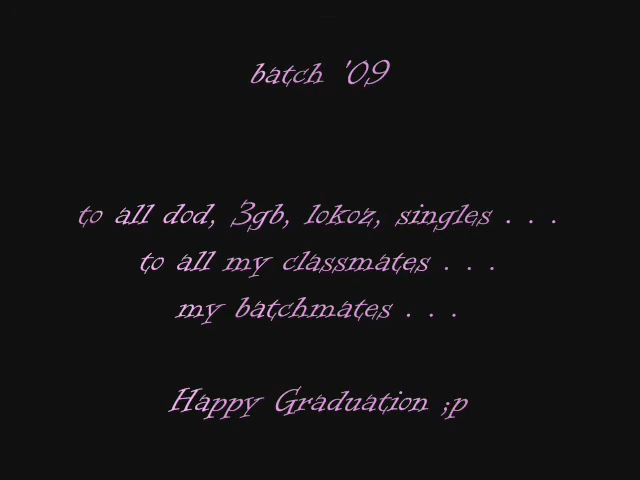 batch '09
to all dod, 3gb, lokoz, singles . . .
to all my classmates . . .
my batchmates . . .
Happy Graduation ;p